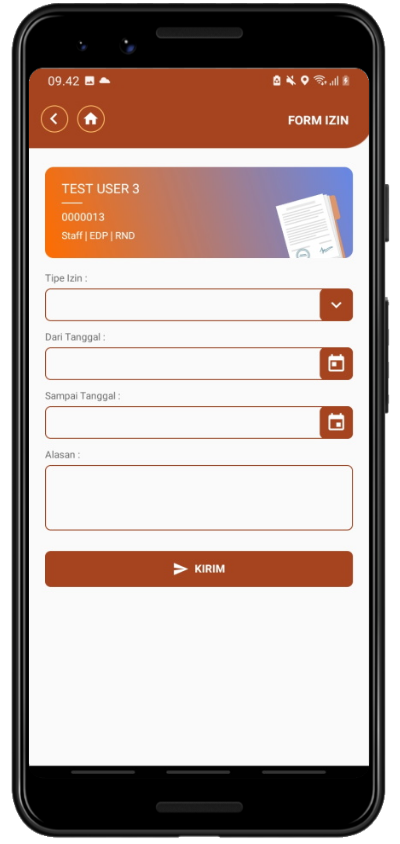 09.42
FORM IZIN
TEST USER 3
0000013
Staff | EDP | RND
Tipe Izin :
Dari Tanggal :
Sampai Tanggal :
Alasan :
KIRIM